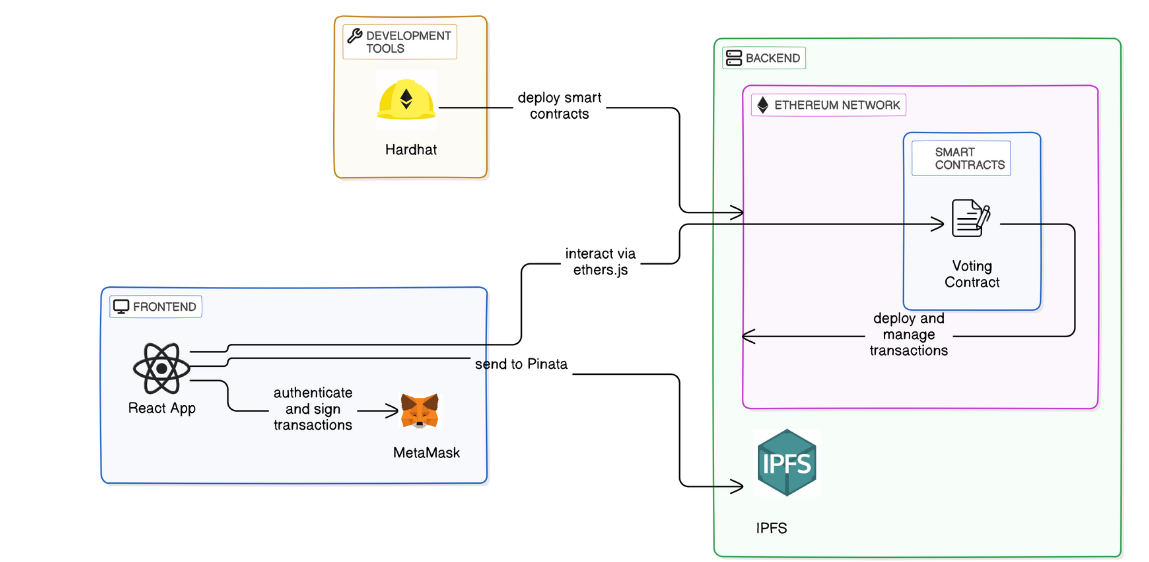 DEVELOPMENT
TOOLS
Hardhat
deploy smart
contracts
BACKEND
ETHEREUM NETWORK
SMART
CONTRACTS
Voting
Contract
interact via
ethers.js
deploy and
manage
transactions
FRONTEND
React App
send to Pinata
authenticate
and sign
transactions
MetaMask
IPFS
IPFS